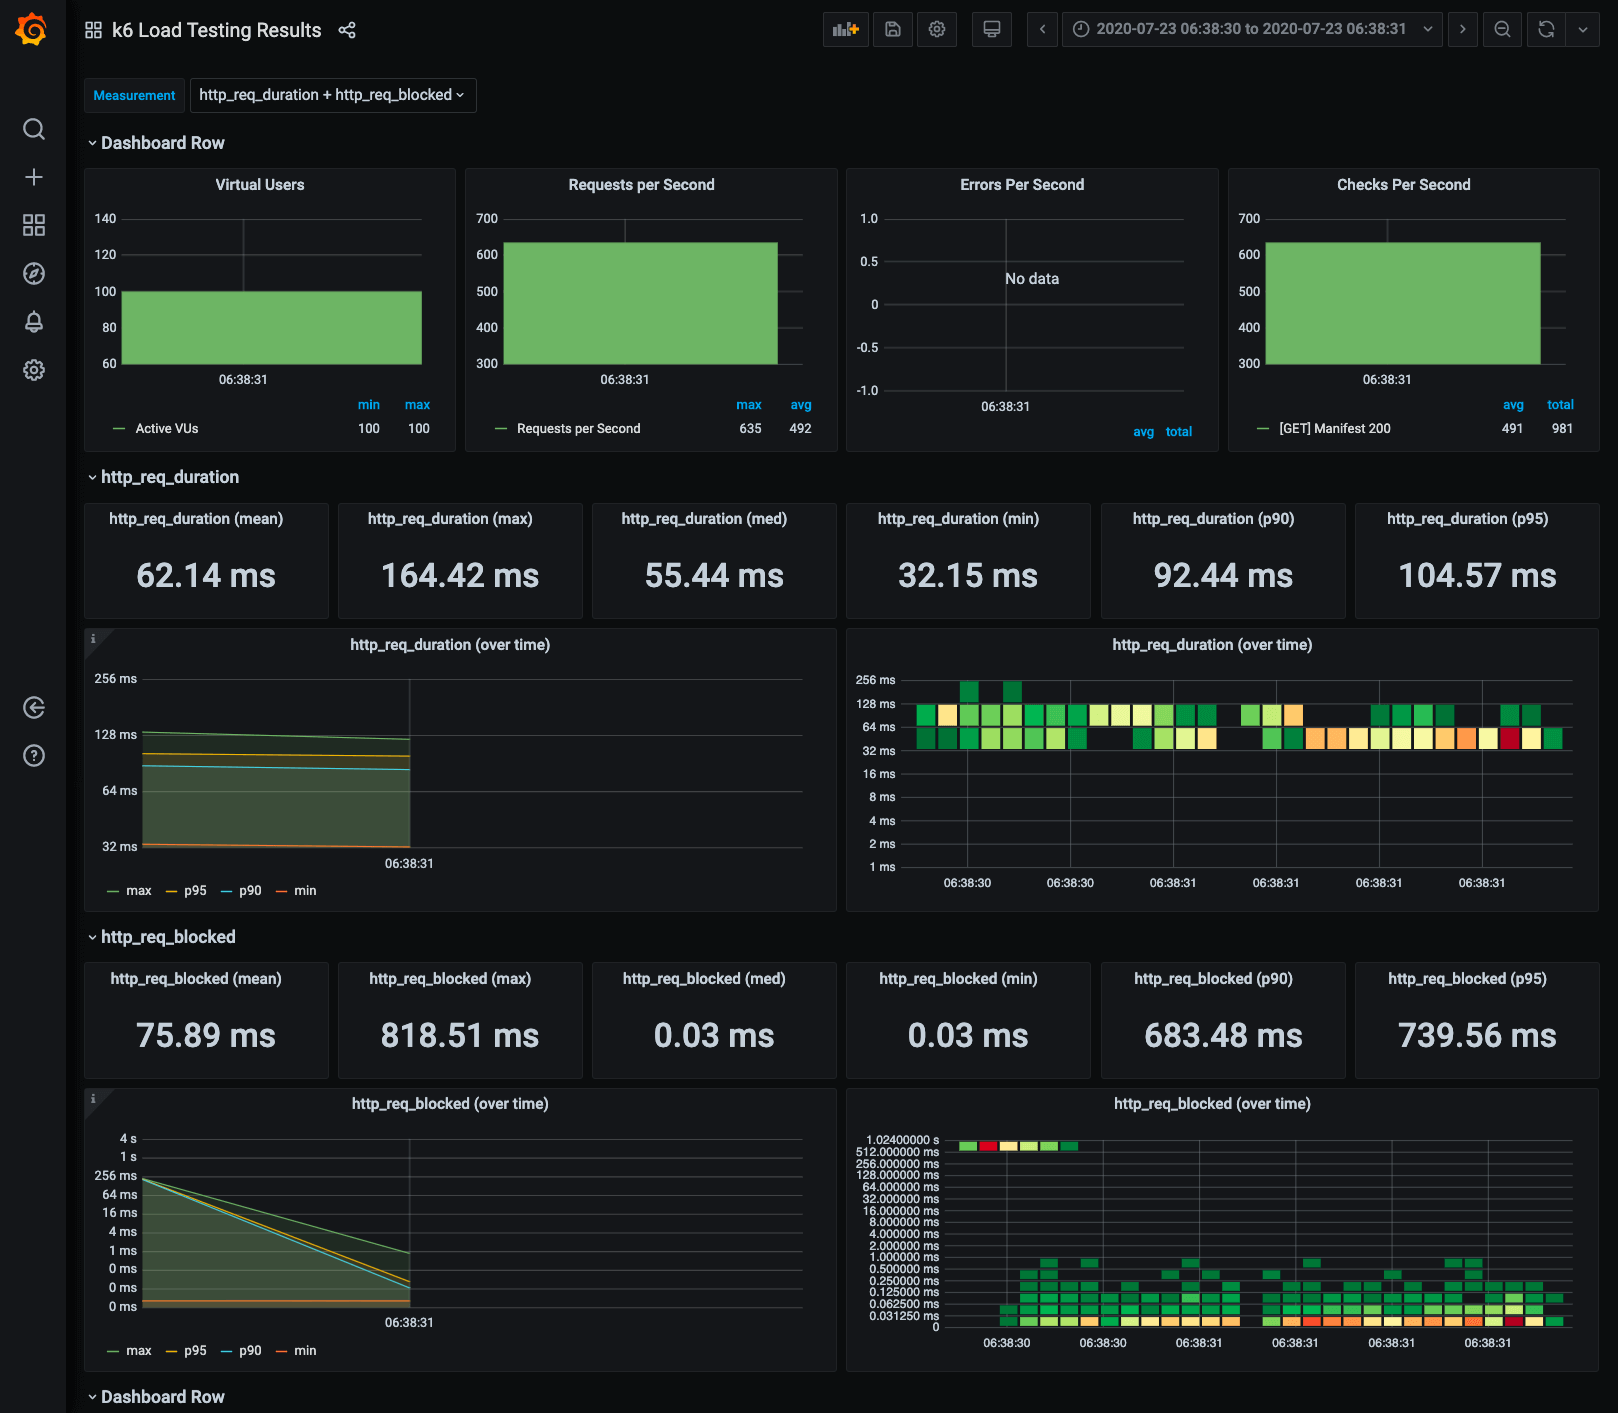 k6 Load Testing Results
2020-07-23 06:38:30 to 2020-07-23 06:38:31
Measurement http_req_duration + http_req_blocked
Dashboard Row
Virtual Users
140
120
100
80
60
06:38:31
min max
Active VUs 100 100
Requests per Second
700
600
500
400
300
06:38:31
max avg
Requests per Second 635 492
Errors Per Second
1.0
0.5
No data
0
-0.5
-1.0
06:38:31
avg total
Checks Per Second
700
600
500
400
300
06:38:31
avg total
[GET] Manifest 200 491 981
http_req_duration
http_req_duration (mean)
62.14 ms
http_req_duration (max)
164.42 ms
http_req_duration (med)
55.44 ms
http_req_duration (min)
32.15 ms
http_req_duration (p90)
92.44 ms
http_req_duration (p95)
104.57 ms
i
http_req_duration (over time)
256 ms
128 ms
64 ms
32 ms
06:38:31
max p95 p90 min
http_req_duration (over time)
256 ms
128 ms
64 ms
32 ms
16 ms
8 ms
4 ms
2 ms
1 ms
06:38:30 06:38:30 06:38:31 06:38:31 06:38:31 06:38:31
http_req_blocked
http_req_blocked (mean)
75.89 ms
http_req_blocked (max)
818.51 ms
http_req_blocked (med)
0.03 ms
http_req_blocked (min)
0.03 ms
http_req_blocked (p90)
683.48 ms
http_req_blocked (p95)
739.56 ms
i
http_req_blocked (over time)
4 s
1 s
256 ms
64 ms
16 ms
4 ms
1 ms
0 ms
0 ms
0 ms
06:38:31
max p95 p90 min
http_req_blocked (over time)
1.02400000 s
512.000000 ms
256.000000 ms
128.000000 ms
64.000000 ms
32.000000 ms
16.000000 ms
8.000000 ms
4.000000 ms
2.000000 ms
1.000000 ms
0.500000 ms
0.250000 ms
0.125000 ms
0.062500 ms
0.031250 ms
0
06:38:30 06:38:30 06:38:31 06:38:31 06:38:31 06:38:31
Dashboard Row